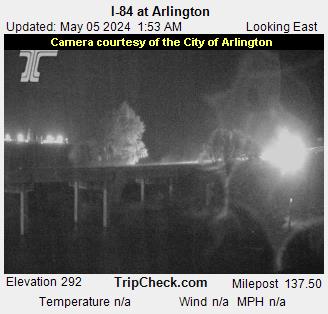 I-84 at Arlington
Updated: May 05 2024 1:53 AM Looking East
Camera courtesy of the City of Arlington
Elevation 292 TripCheck.com Milepost 137.50
Temperature n/a Wind n/a MPH n/a